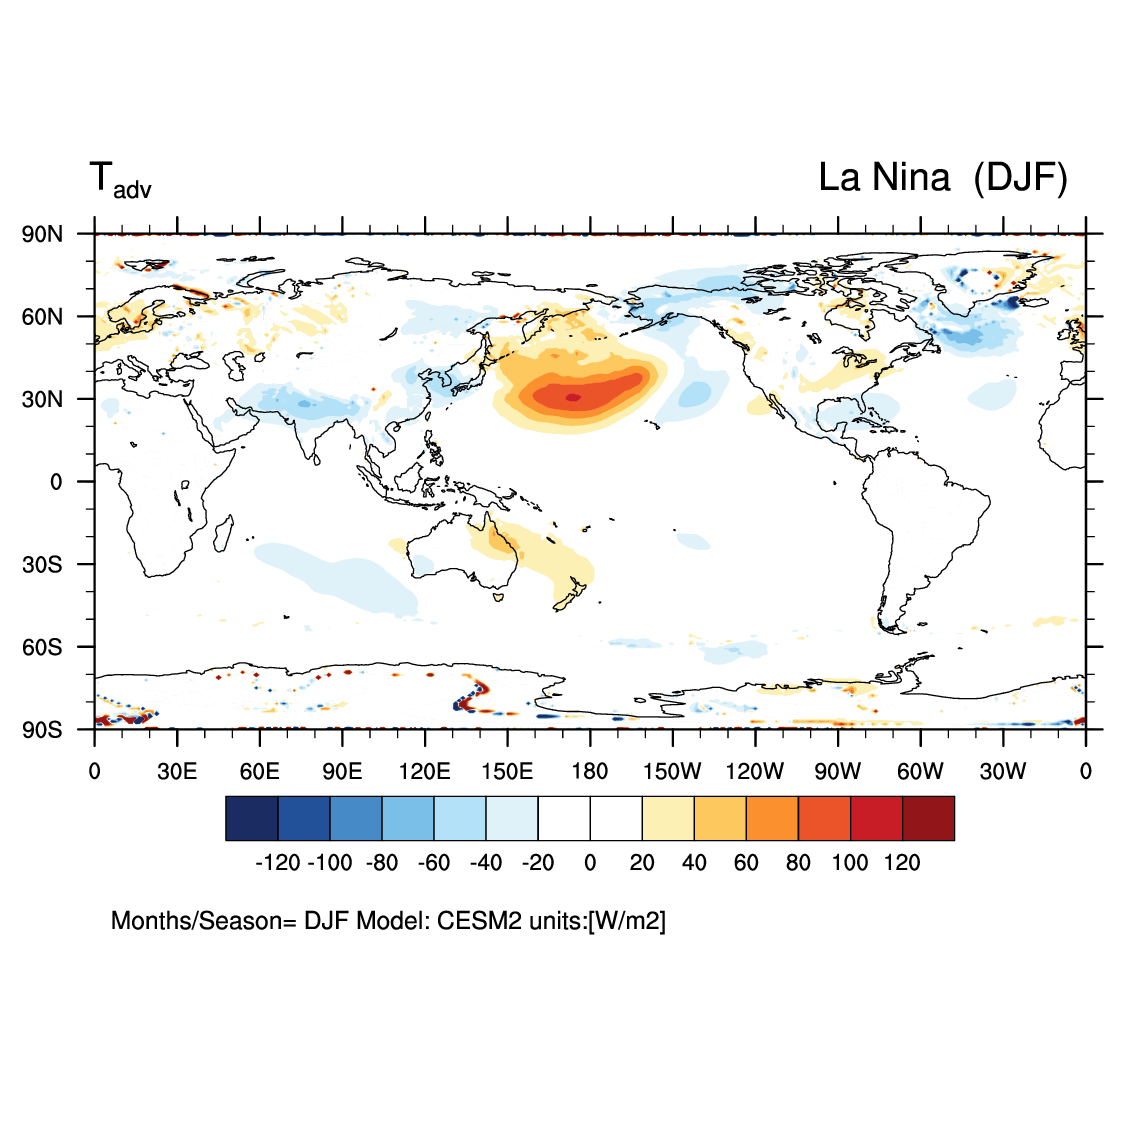 Tadv La Nina (DJF)
90N
60N
30N
0
30S
60S
90S
0 30E 60E 90E 120E 150E 180 150W 120W 90W 60W 30W 0
-120 -100 -80 -60 -40 -20 0 20 40 60 80 100 120
Months/Season= DJF Model: CESM2 units:[W/m2]